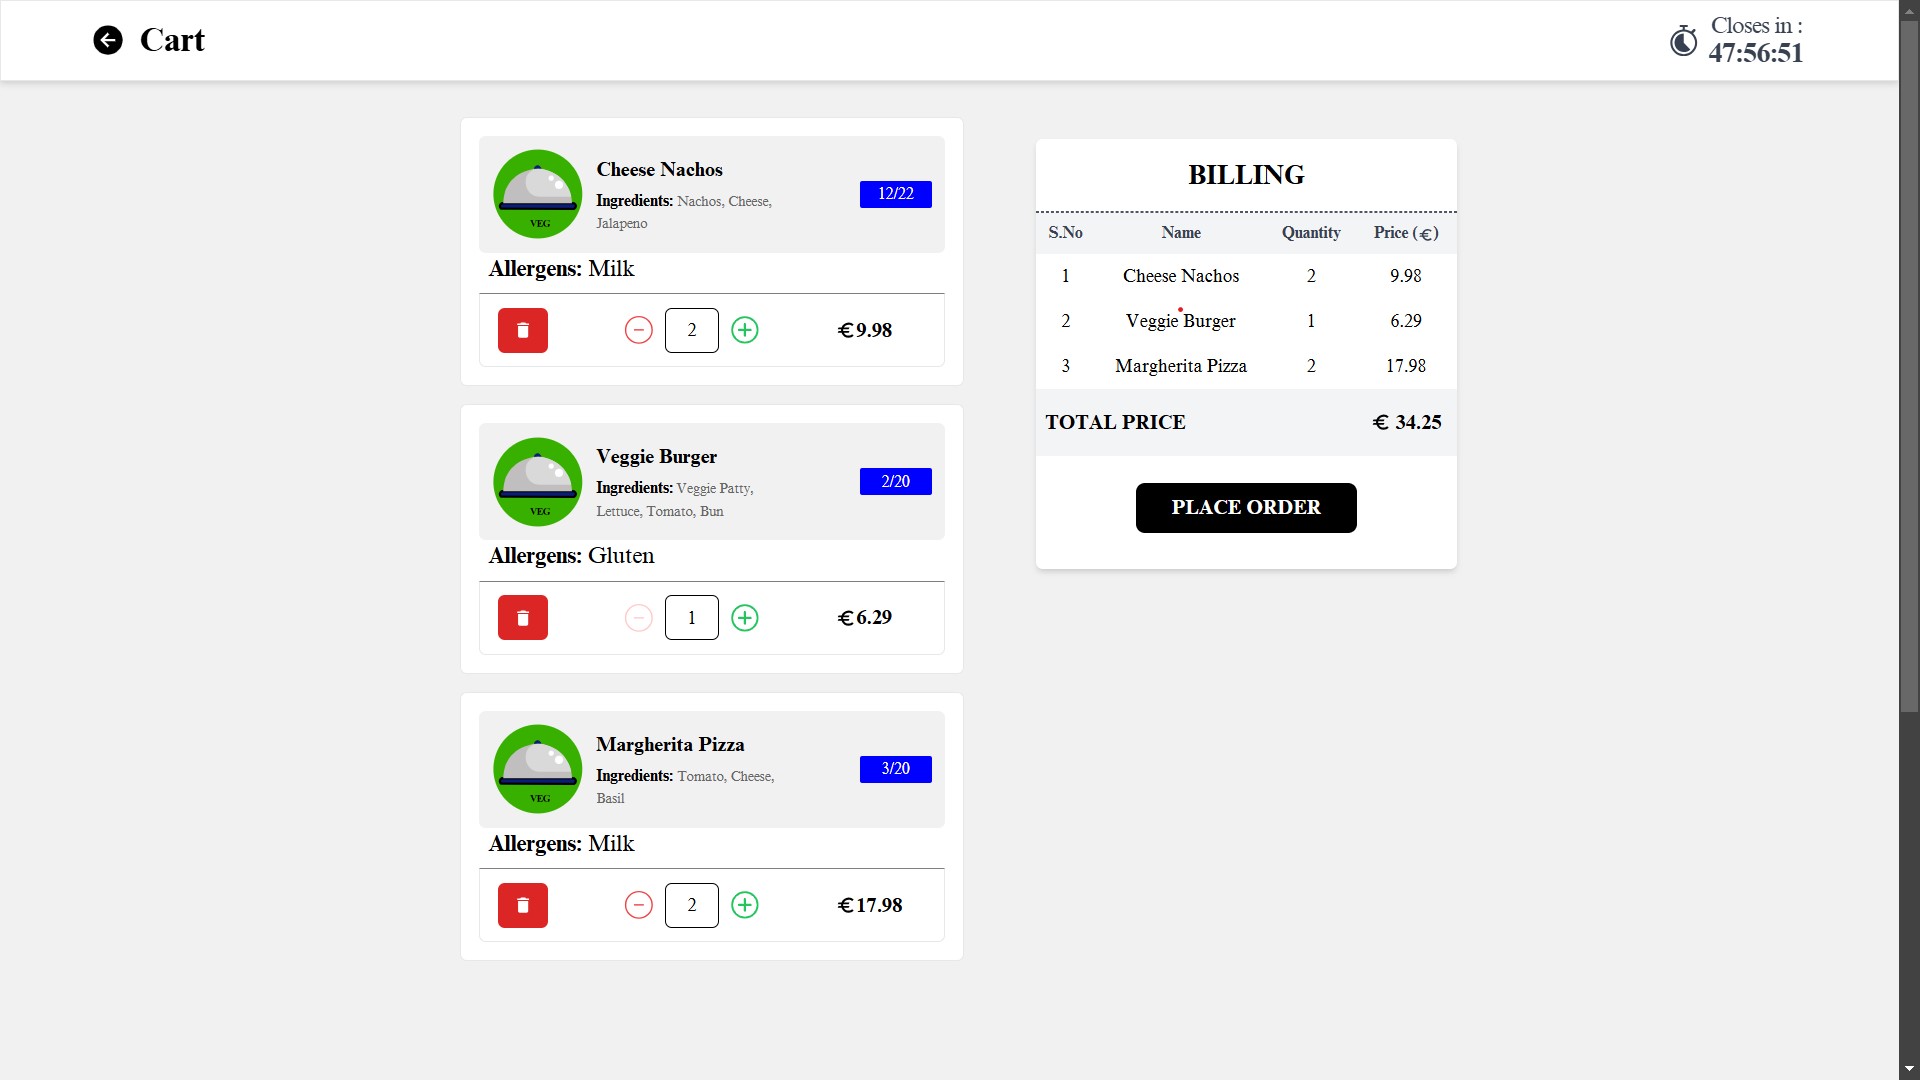 Cart
Closes in :
47:56:51
Cheese Nachos
Ingredients: Nachos, Cheese,
Jalapeno
VEG
12/22
Allergens: Milk
2
€9.98
Veggie Burger
Ingredients: Veggie Patty,
Lettuce, Tomato, Bun
VEG
2/20
Allergens: Gluten
1
€6.29
Margherita Pizza
Ingredients: Tomato, Cheese,
Basil
VEG
3/20
Allergens: Milk
2
€17.98
BILLING
S.No Name Quantity Price (€)
1 Cheese Nachos 2 9.98
2 Veggie Burger 1 6.29
3 Margherita Pizza 2 17.98
TOTAL PRICE € 34.25
PLACE ORDER